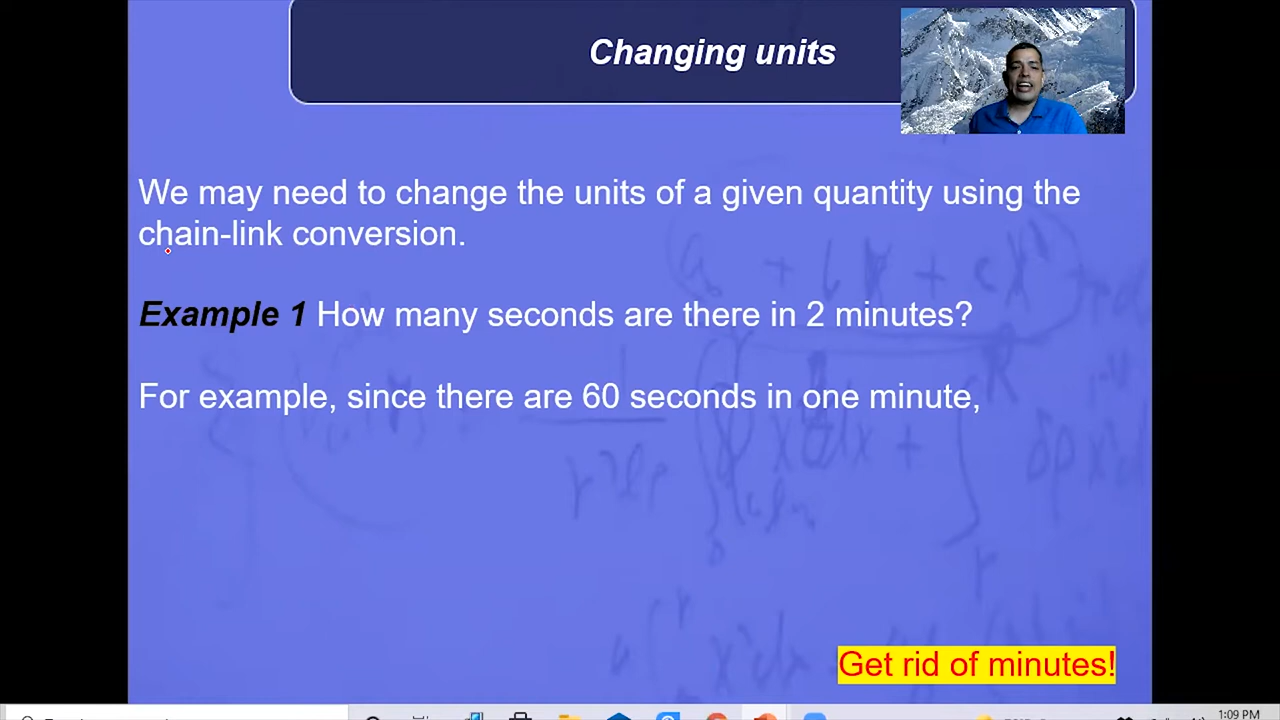 Changing units
We may need to change the units of a given quantity using the
chain-link conversion.
Example 1 How many seconds are there in 2 minutes?
For example, since there are 60 seconds in one minute,
Get rid of minutes!
1:09 PM